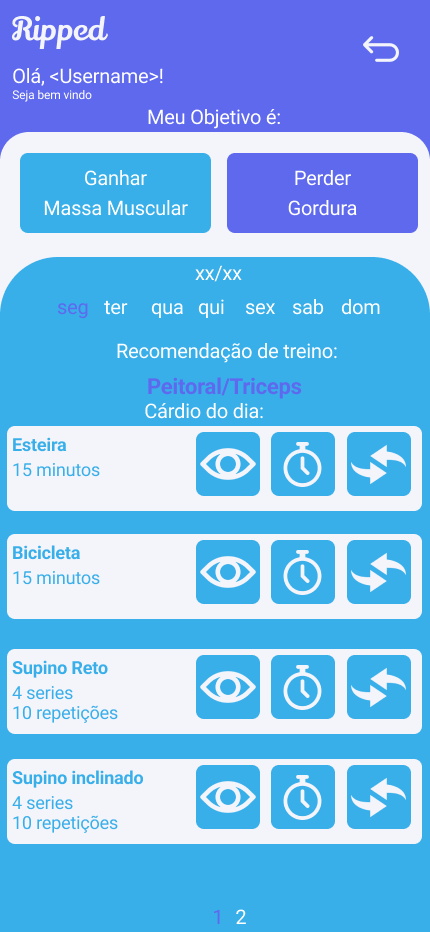 Ripped
Olá, <Username>!
Seja bem vindo
Meu Objetivo é:
Ganhar
Massa Muscular
Perder
Gordura
xx/xx
seg ter qua qui sex sab dom
Recomendação de treino:
Peitoral/Triceps
Cárdio do dia:
Esteira
15 minutos
Bicicleta
15 minutos
Supino Reto
4 series
10 repetições
Supino inclinado
4 series
10 repetições
1 2